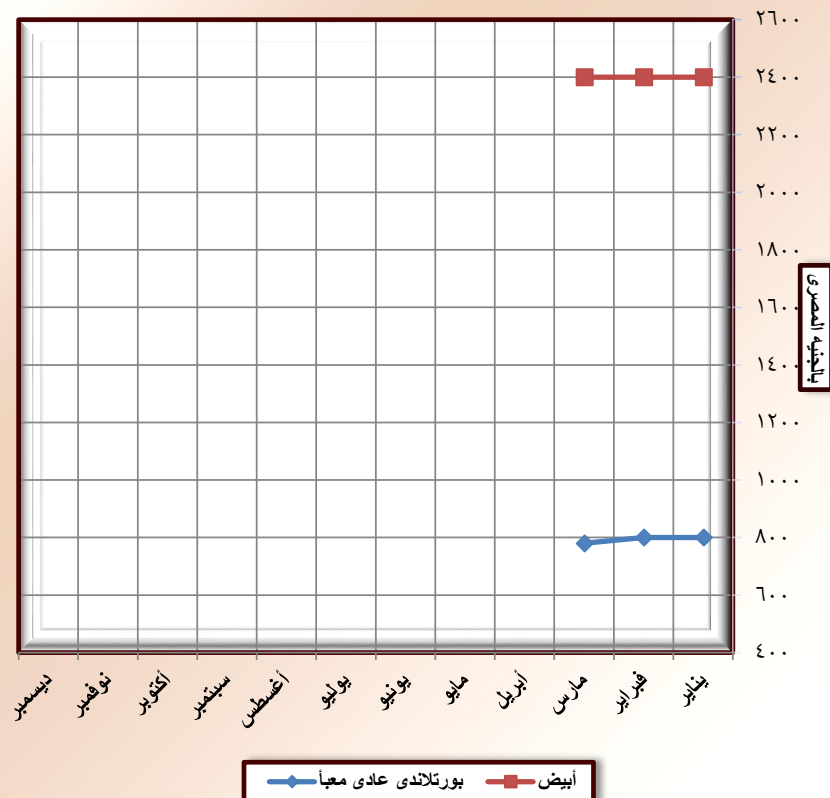 ٢٦٠٠
٢٤٠٠
٢٢٠٠
٢٠٠٠
١٨٠٠
١٦٠٠
١٤٠٠
١٢٠٠
١٠٠٠
٨٠٠
٦٠٠
٤٠٠
بالجنيه المصرى
يناير
فبراير
مارس
أبريل
مايو
يونيو
يوليو
أغسطس
سبتمبر
أكتوبر
نوفمبر
ديسمبر
أبيض
بورتلاندى عادى معبأ